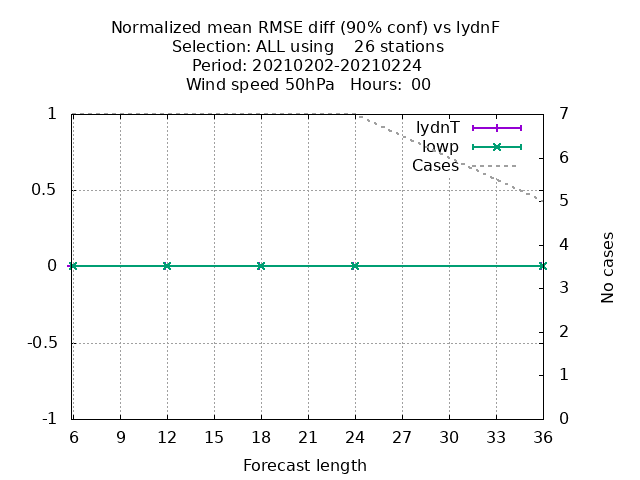 Normalized mean RMSE diff (90% conf) vs lydnF
Selection: ALL using 26 stations
Period: 20210202-20210224
Wind speed 50hPa Hours: 00
1
0.5
0
-0.5
-1
7
6
5
4
3
2
1
0
lydnT
lowp
Cases
No cases
6 9 12 15 18 21 24 27 30 33 36
Forecast length